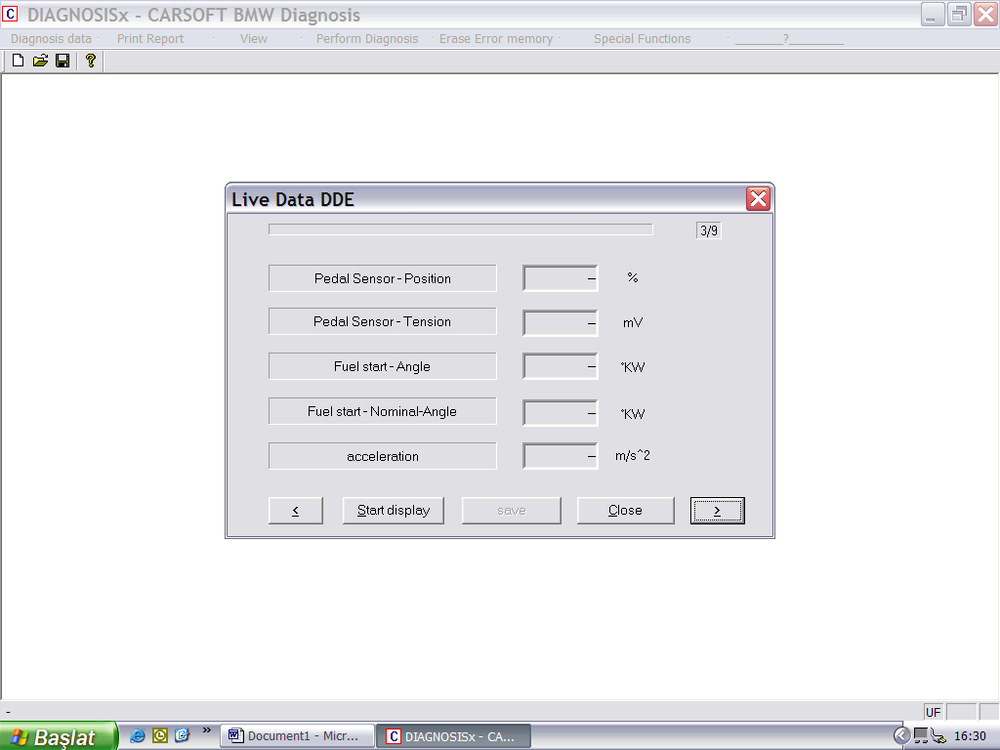 C DIAGNOSISx - CARSOFT BMW Diagnosis
Diagnosis data - Print Report - View - Perform Diagnosis - Erase Error memory - Special Functions - _______?________
?
Live Data DDE
3/9
Pedal Sensor - Position – %
Pedal Sensor - Tension – mV
Fuel start - Angle – °KW
Fuel start - Nominal-Angle – °KW
acceleration – m/s^2
< Start display save Close >
- UF
Başlat » Document1 - Micr... C DIAGNOSISx - CA... 16:30